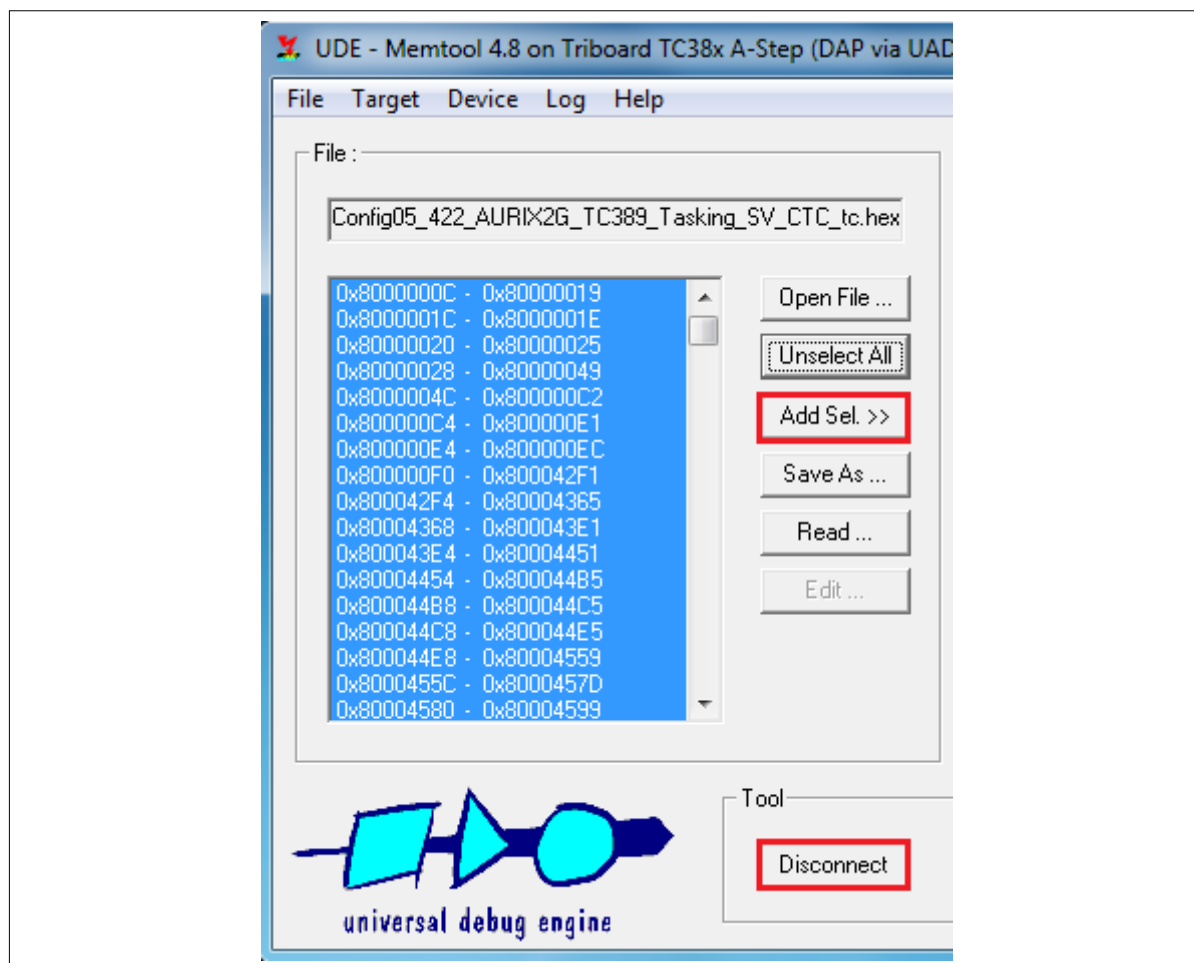 UDE - Memtool 4.8 on Triboard TC38x A-Step (DAP via UAD
File Target Device Log Help
File :
Config05_422_AURIX2G_TC389_Tasking_SV_CTC_tc.hex
0x8000000C - 0x80000019
0x8000001C - 0x8000001E
0x80000020 - 0x80000025
0x80000028 - 0x80000049
0x8000004C - 0x800000C2
0x800000C4 - 0x800000E1
0x800000E4 - 0x800000EC
0x800000F0 - 0x800042F1
0x800042F4 - 0x80004365
0x80004368 - 0x800043E1
0x800043E4 - 0x80004451
0x80004454 - 0x800044B5
0x800044B8 - 0x800044C5
0x800044C8 - 0x800044E5
0x800044E8 - 0x80004559
0x8000455C - 0x8000457D
0x80004580 - 0x80004599
Open File ...
Unselect All
Add Sel. >>
Save As ...
Read ...
Edit ...
universal debug engine
Tool
Disconnect